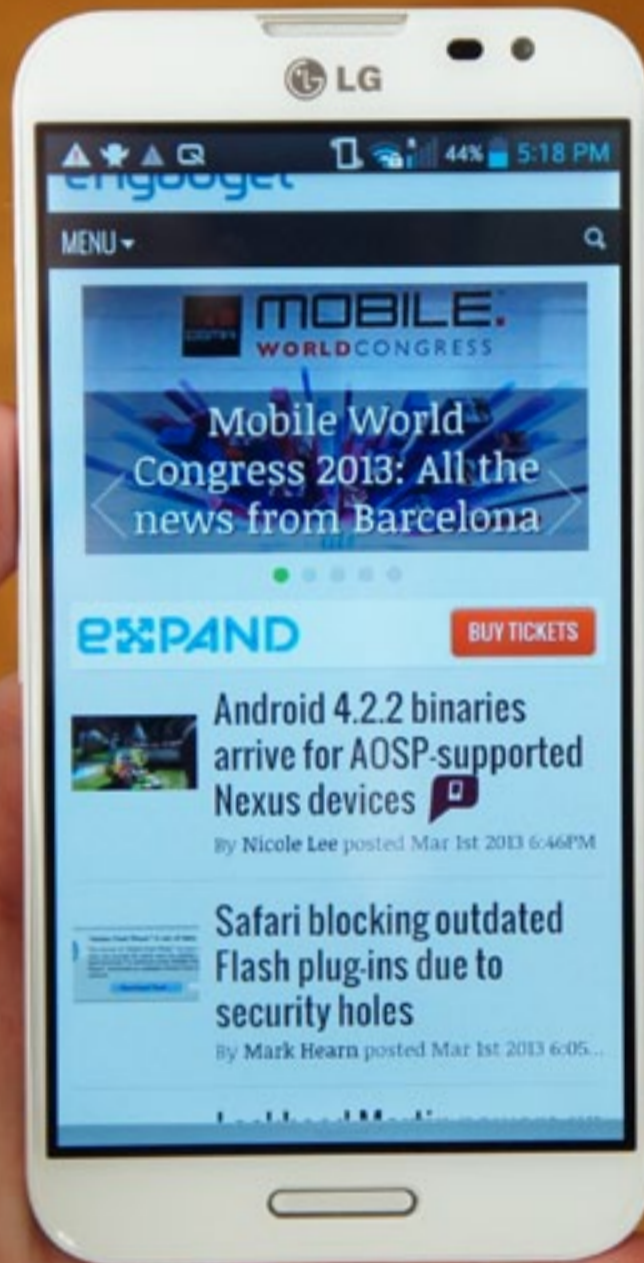 LG
44% 5:18 PM
engadget
MENU
MOBILE.
WORLDCONGRESS
Mobile World
Congress 2013: All the
news from Barcelona
eXPAND
BUY TICKETS
Android 4.2.2 binaries
arrive for AOSP-supported
Nexus devices
By Nicole Lee posted Mar 1st 2013 6:46PM
Safari blocking outdated
Flash plug-ins due to
security holes
By Mark Hearn posted Mar 1st 2013 6:05...